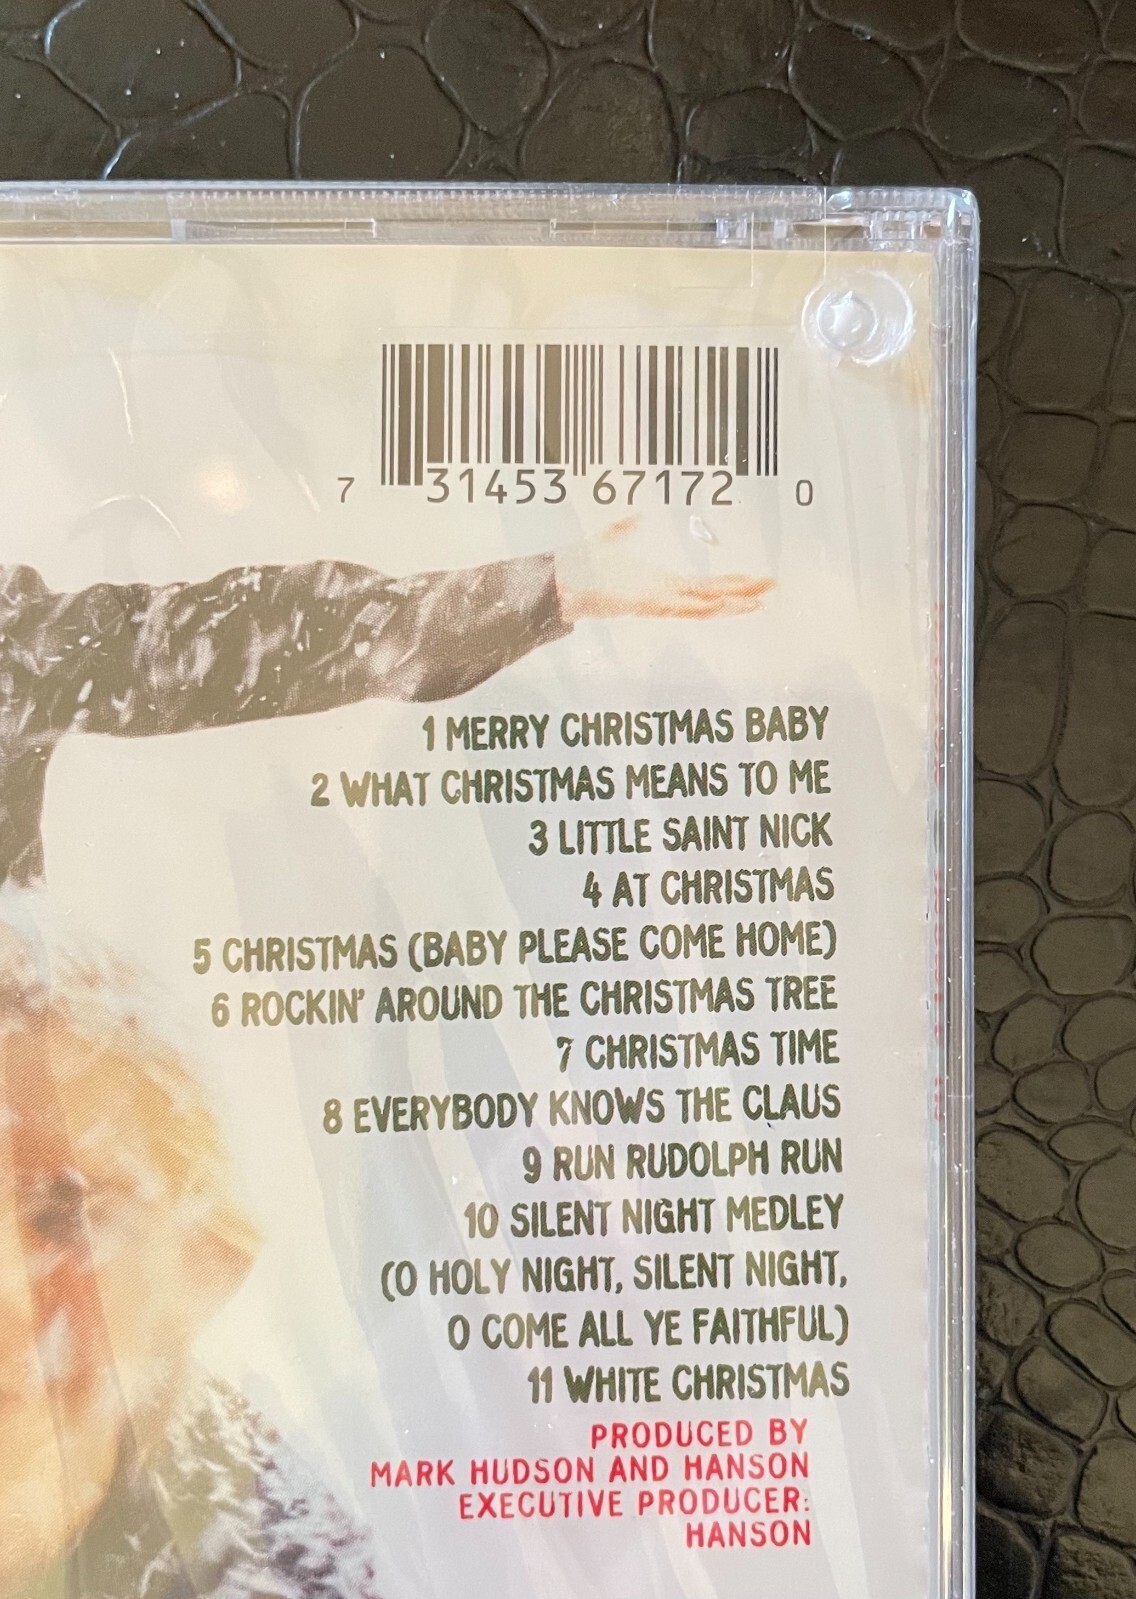 7 31453 67172 0
1 MERRY CHRISTMAS BABY
2 WHAT CHRISTMAS MEANS TO ME
3 LITTLE SAINT NICK
4 AT CHRISTMAS
5 CHRISTMAS (BABY PLEASE COME HOME)
6 ROCKIN' AROUND THE CHRISTMAS TREE
7 CHRISTMAS TIME
8 EVERYBODY KNOWS THE CLAUS
9 RUN RUDOLPH RUN
10 SILENT NIGHT MEDLEY
(O HOLY NIGHT, SILENT NIGHT,
O COME ALL YE FAITHFUL)
11 WHITE CHRISTMAS
PRODUCED BY
MARK HUDSON AND HANSON
EXECUTIVE PRODUCER:
HANSON